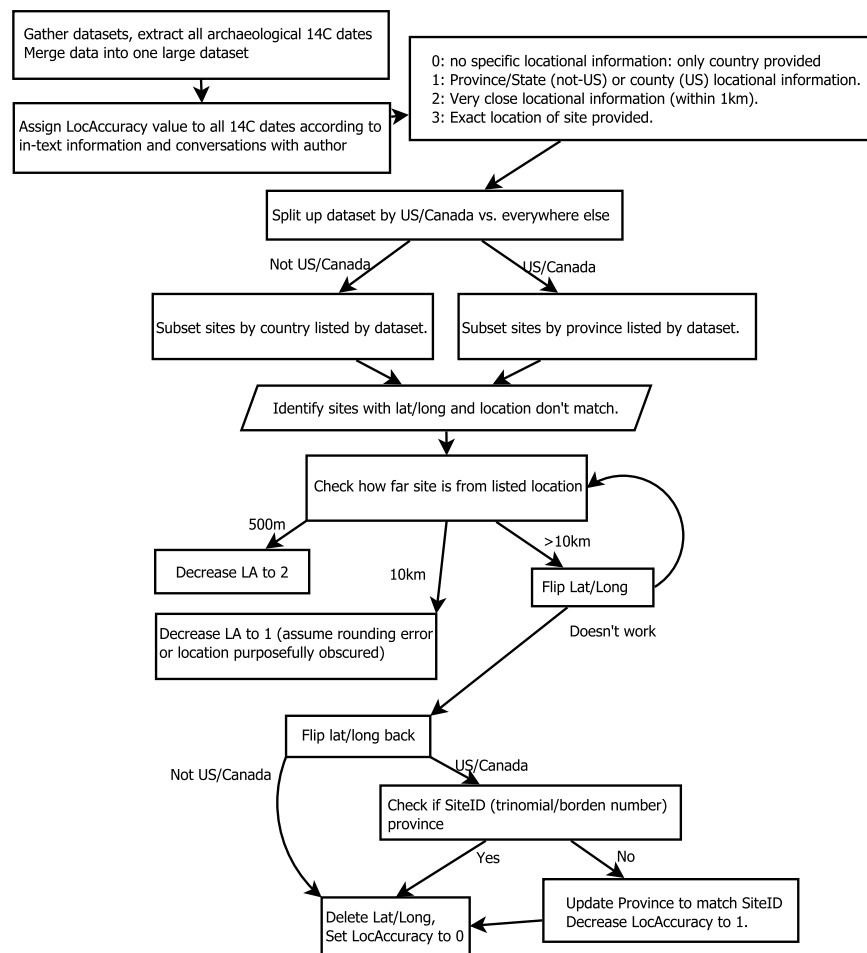 Gather datasets, extract all archaeological 14C dates
Merge data into one large dataset
0: no specific locational information: only country provided
1: Province/State (not-US) or county (US) locational information.
2: Very close locational information (within 1km).
3: Exact location of site provided.
Assign LocAccuracy value to all 14C dates according to
in-text information and conversations with author
Split up dataset by US/Canada vs. everywhere else
Not US/Canada
US/Canada
Subset sites by country listed by dataset.
Subset sites by province listed by dataset.
Identify sites with lat/long and location don't match.
Check how far site is from listed location
500m
>10km
10km
Decrease LA to 2
Flip Lat/Long
Decrease LA to 1 (assume rounding error
or location purposefully obscured)
Doesn't work
Flip lat/long back
Not US/Canada
US/Canada
Check if SiteID (trinomial/borden number)
province
Yes
No
Delete Lat/Long,
Set LocAccuracy to 0
Update Province to match SiteID
Decrease LocAccuracy to 1.